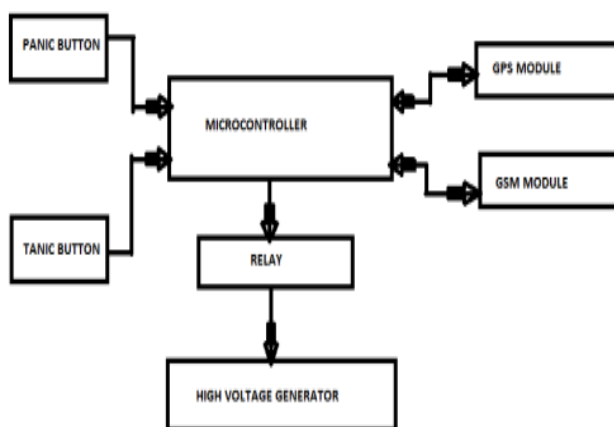 PANIC BUTTON
GPS MODULE
MICROCONTROLLER
GSM MODULE
TANIC BUTTON
RELAY
HIGH VOLTAGE GENERATOR